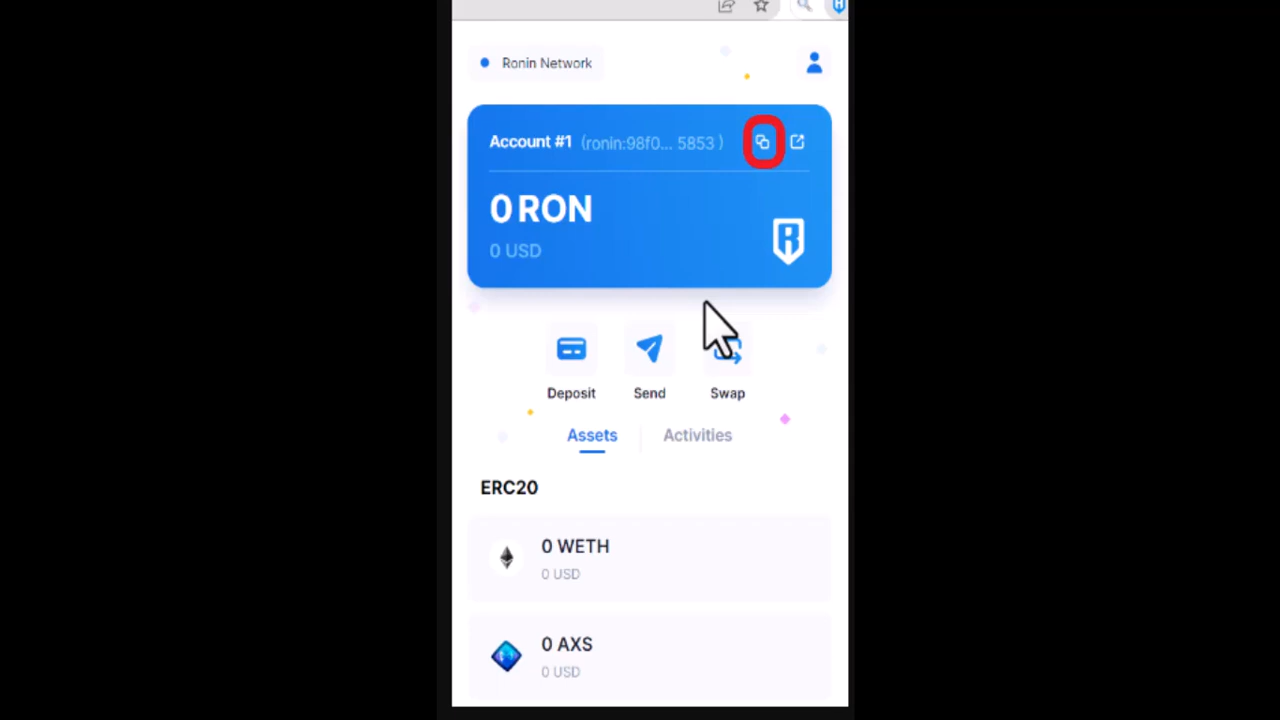 Ronin Network
Account #1 (ronin:98f0... 5853 )
0 RON
0 USD
Deposit Send Swap
Assets Activities
ERC20
0 WETH
0 USD
0 AXS
0 USD